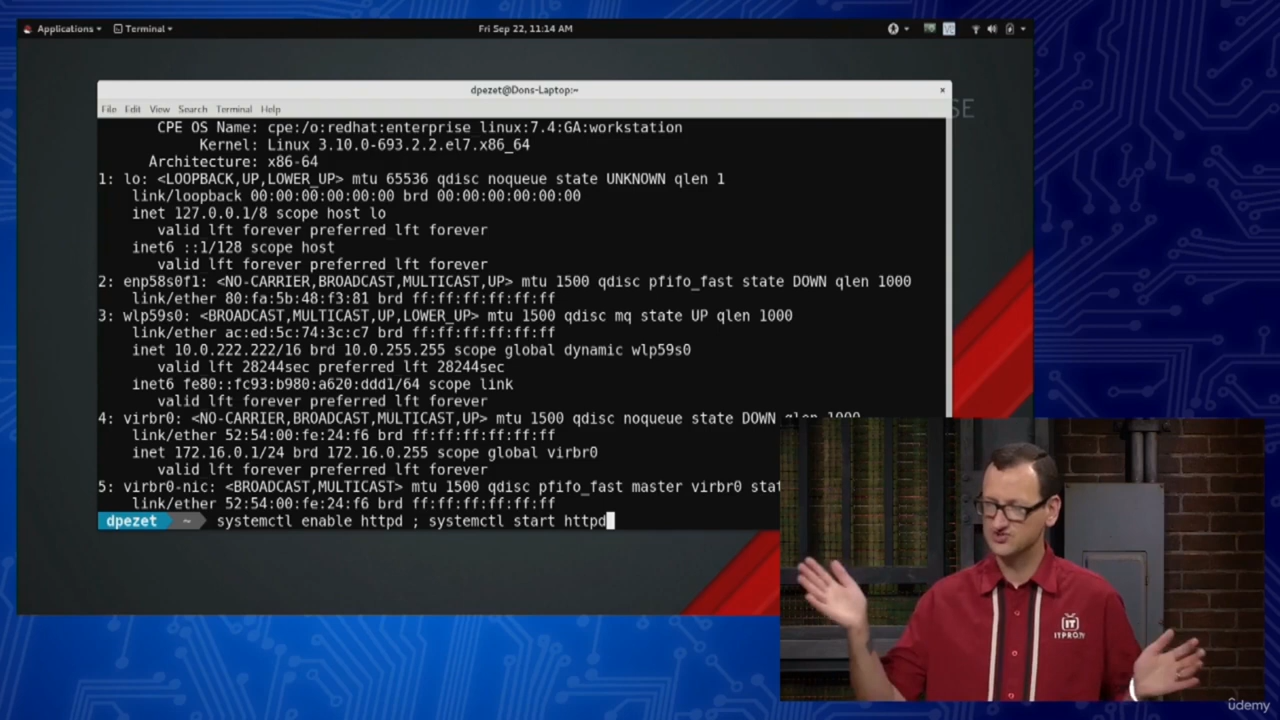 Applications Terminal Fri Sep 22, 11:14 AM
SE
dpezet@Dons-Laptop:~ ×
File Edit View Search Terminal Help
CPE OS Name: cpe:/o:redhat:enterprise_linux:7.4:GA:workstation
Kernel: Linux 3.10.0-693.2.2.el7.x86_64
Architecture: x86-64
1: lo: <LOOPBACK,UP,LOWER_UP> mtu 65536 qdisc noqueue state UNKNOWN qlen 1
link/loopback 00:00:00:00:00:00 brd 00:00:00:00:00:00
inet 127.0.0.1/8 scope host lo
valid_lft forever preferred_lft forever
inet6 ::1/128 scope host
valid_lft forever preferred_lft forever
2: enp58s0f1: <NO-CARRIER,BROADCAST,MULTICAST,UP> mtu 1500 qdisc pfifo_fast state DOWN qlen 1000
link/ether 80:fa:5b:48:f3:81 brd ff:ff:ff:ff:ff:ff
3: wlp59s0: <BROADCAST,MULTICAST,UP,LOWER_UP> mtu 1500 qdisc mq state UP qlen 1000
link/ether ac:ed:5c:74:3c:c7 brd ff:ff:ff:ff:ff:ff
inet 10.0.222.222/16 brd 10.0.255.255 scope global dynamic wlp59s0
valid_lft 28244sec preferred_lft 28244sec
inet6 fe80::fc93:b980:a620:ddd1/64 scope link
valid_lft forever preferred_lft forever
4: virbr0: <NO-CARRIER,BROADCAST,MULTICAST,UP> mtu 1500 qdisc noqueue state DOWN qlen 1000
link/ether 52:54:00:fe:24:f6 brd ff:ff:ff:ff:ff:ff
inet 172.16.0.1/24 brd 172.16.0.255 scope global virbr0
valid_lft forever preferred_lft forever
5: virbr0-nic: <BROADCAST,MULTICAST> mtu 1500 qdisc pfifo_fast master virbr0 stat
link/ether 52:54:00:fe:24:f6 brd ff:ff:ff:ff:ff:ff
dpezet ~ systemctl enable httpd ; systemctl start httpd
IT
ITPRO.TV
ûdemy